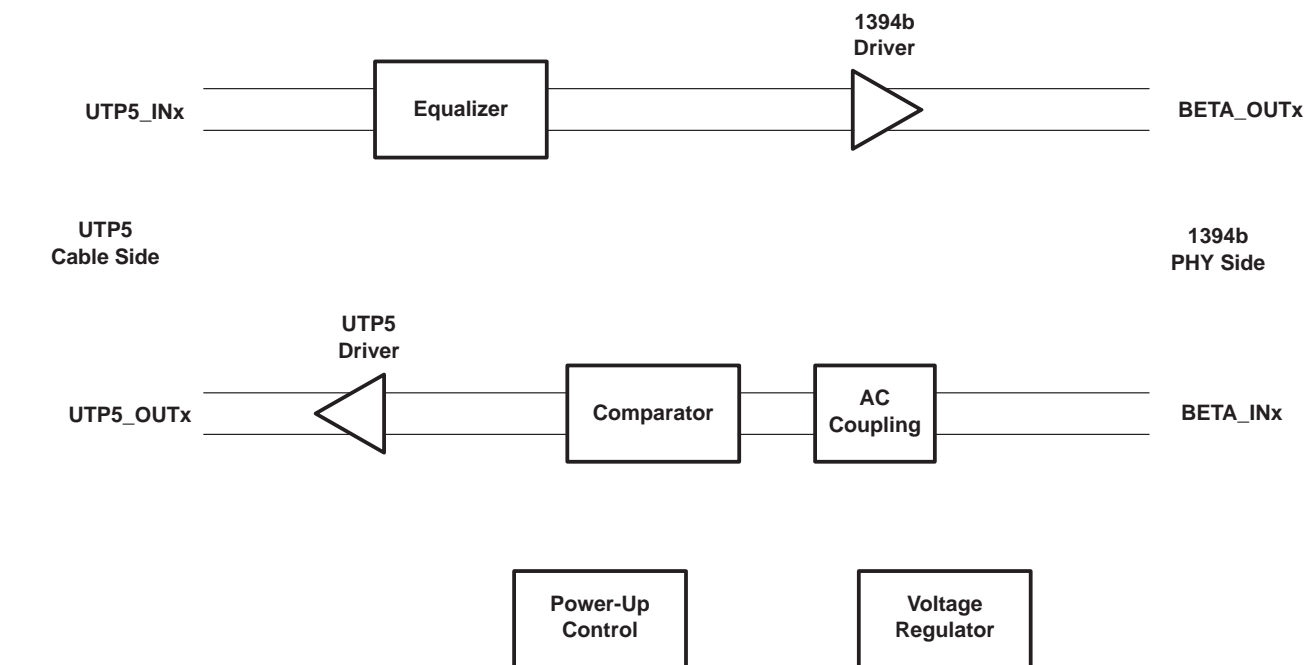 1394b
Driver
UTP5_INx
Equalizer
BETA_OUTx
UTP5
Cable Side
1394b
PHY Side
UTP5
Driver
UTP5_OUTx
Comparator
AC
Coupling
BETA_INx
Power-Up
Control
Voltage
Regulator